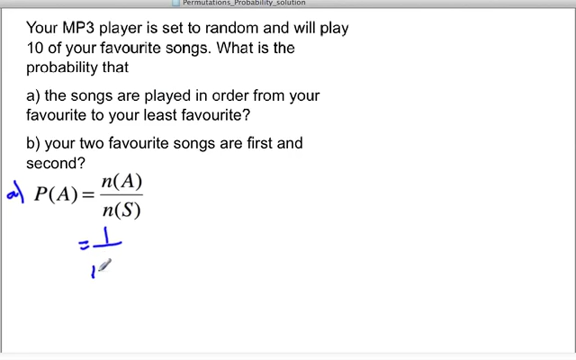 Permutations_Probability_solution
Your MP3 player is set to random and will play
10 of your favourite songs. What is the
probability that
a) the songs are played in order from your
favourite to your least favourite?
b) your two favourite songs are first and
second?
a) P(A) = n(A)
n(S)
= 1
1